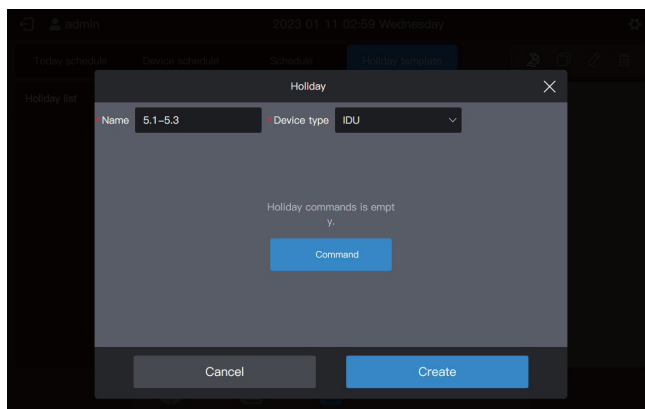 admin
2023 01 11 02:59 Wednesday
Today schedule Device schedule Schedule Holiday template
Holiday list
Holiday
*Name 5.1–5.3 *Device type IDU
Holiday commands is empt
y.
Command
Cancel Create